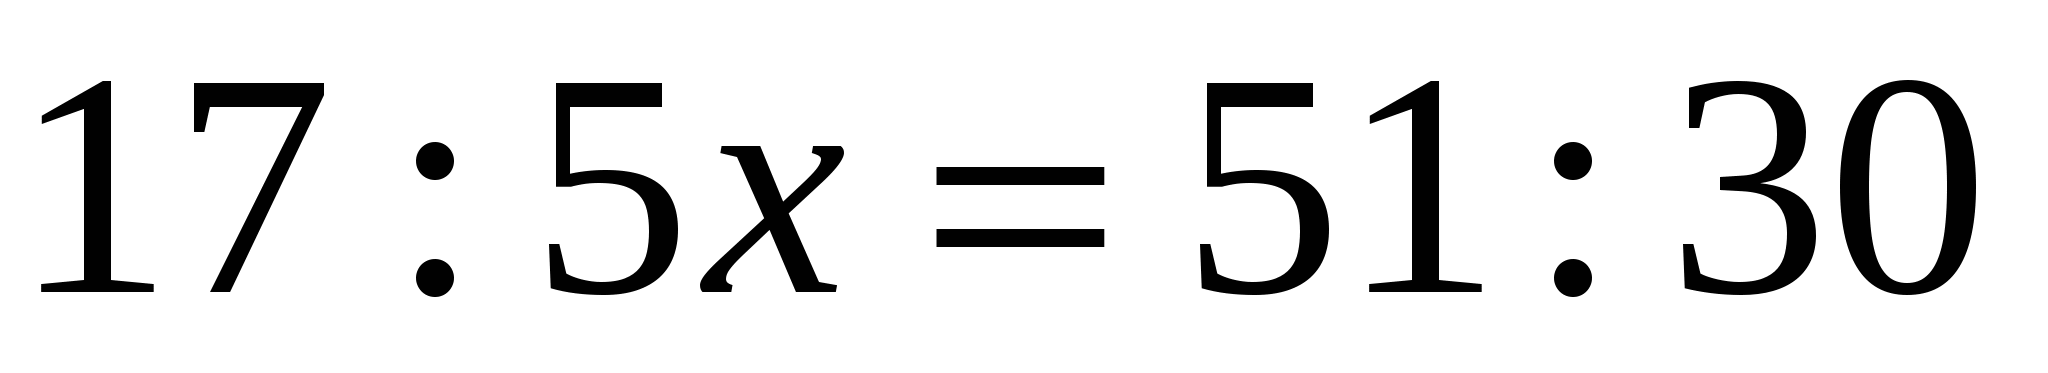 17 : 5x = 51 : 30